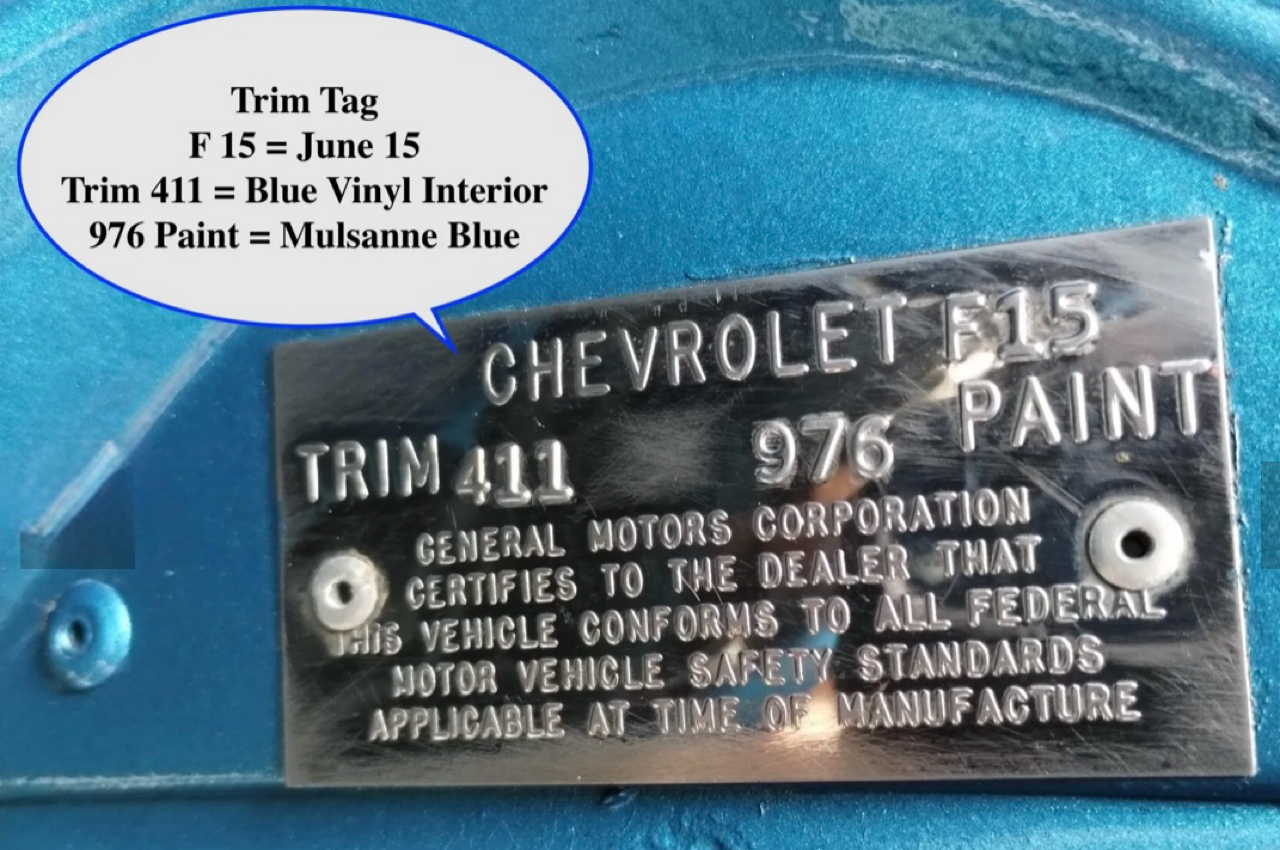 Trim Tag
F 15 = June 15
Trim 411 = Blue Vinyl Interior
976 Paint = Mulsanne Blue
CHEVROLET F15
TRIM 411 976 PAINT
GENERAL MOTORS CORPORATION
CERTIFIES TO THE DEALER THAT
THIS VEHICLE CONFORMS TO ALL FEDERAL
MOTOR VEHICLE SAFETY STANDARDS
APPLICABLE AT TIME OF MANUFACTURE